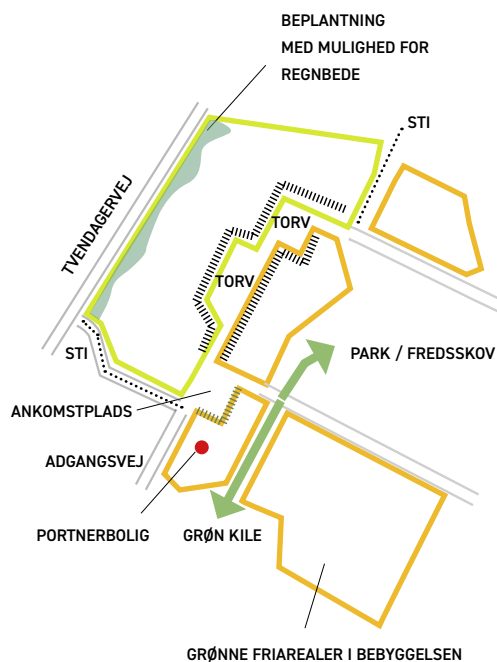 BEPLANTNING
MED MULIGHED FOR
REGNBEDE
STI
TVENDAGERVEJ
TORV
TORV
STI
PARK / FREDSSKOV
ANKOMSTPLADS
ADGANGSVEJ
PORTNERBOLIG
GRØN KILE
GRØNNE FRIAREALER I BEBYGGELSEN